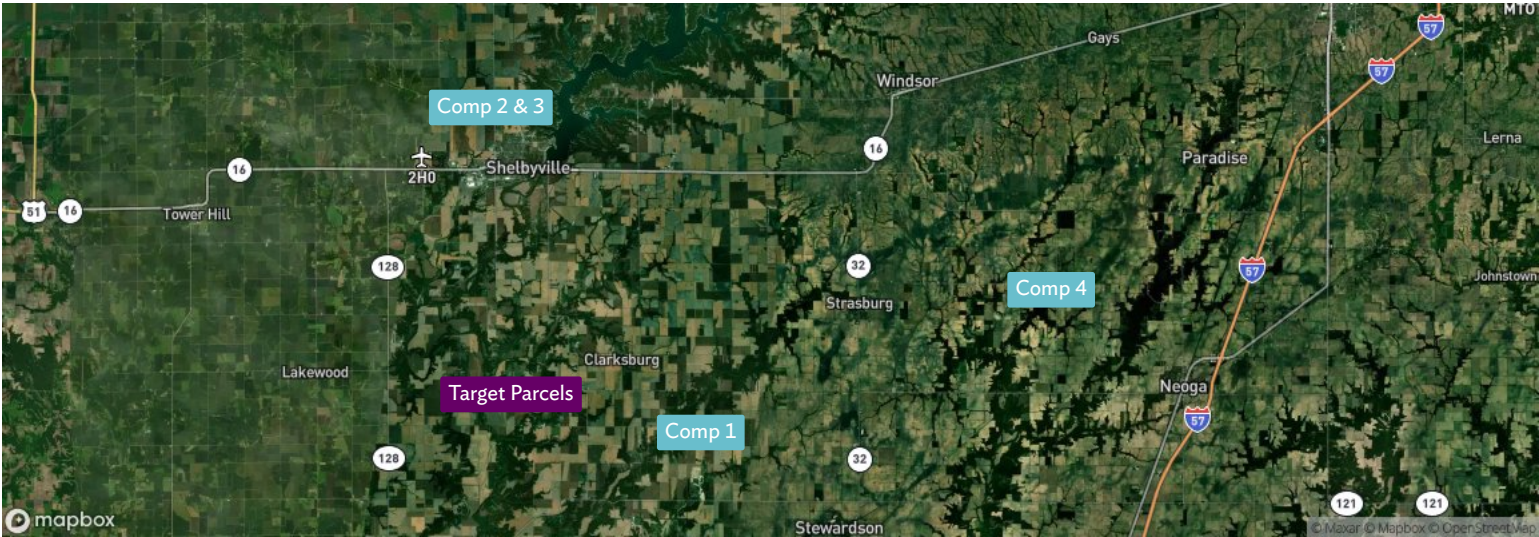 MTO
57
Gays
57
Windsor
Comp 2 & 3
Lerna
16
Paradise
16
Shelbyville
2H0
51
16
Tower Hill
128
32
57
Johnstown
Comp 4
Strasburg
Clarksburg
Lakewood
Neoga
Target Parcels
57
Comp 1
128
32
121
121
mapbox
Stewardson
© Maxar © Mapbox © OpenStreetMap